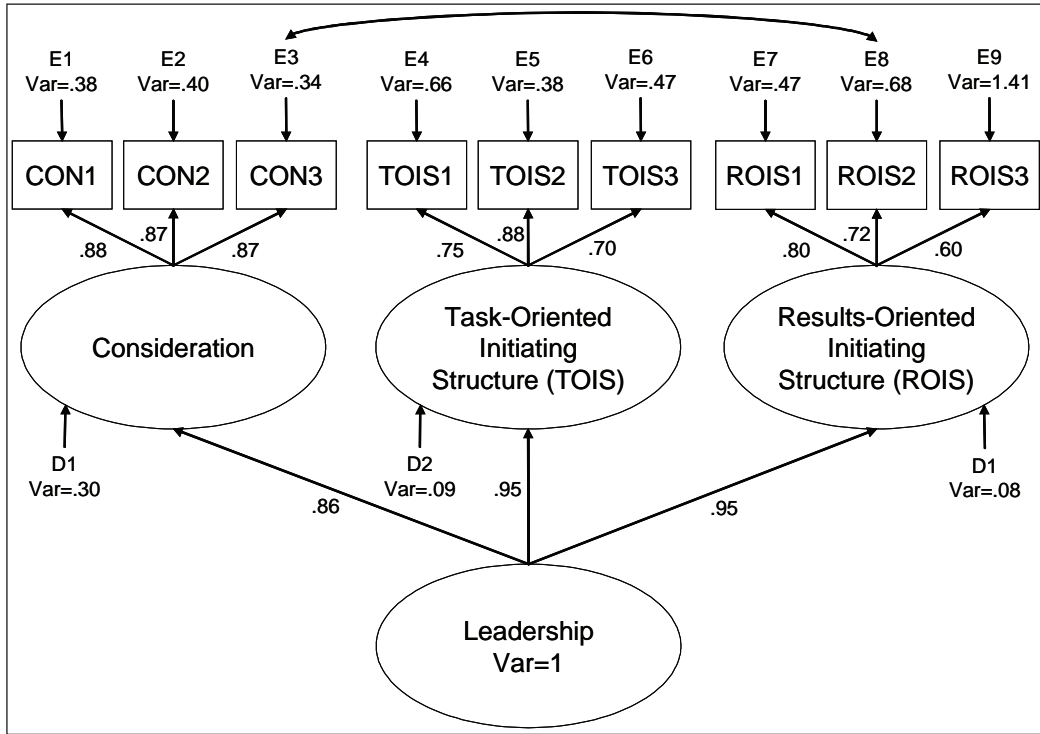 E1
Var=.38
E2
Var=.40
E3
Var=.34
E4
Var=.66
E5
Var=.38
E6
Var=.47
E7
Var=.47
E8
Var=.68
E9
Var=1.41
CON1
CON2
CON3
TOIS1
TOIS2
TOIS3
ROIS1
ROIS2
ROIS3
.88
.87
.87
.75
.88
.70
.80
.72
.60
Consideration
Task-Oriented
Initiating
Structure (TOIS)
Results-Oriented
Initiating
Structure (ROIS)
D1
Var=.30
D2
Var=.09
D1
Var=.08
.86
.95
.95
Leadership
Var=1